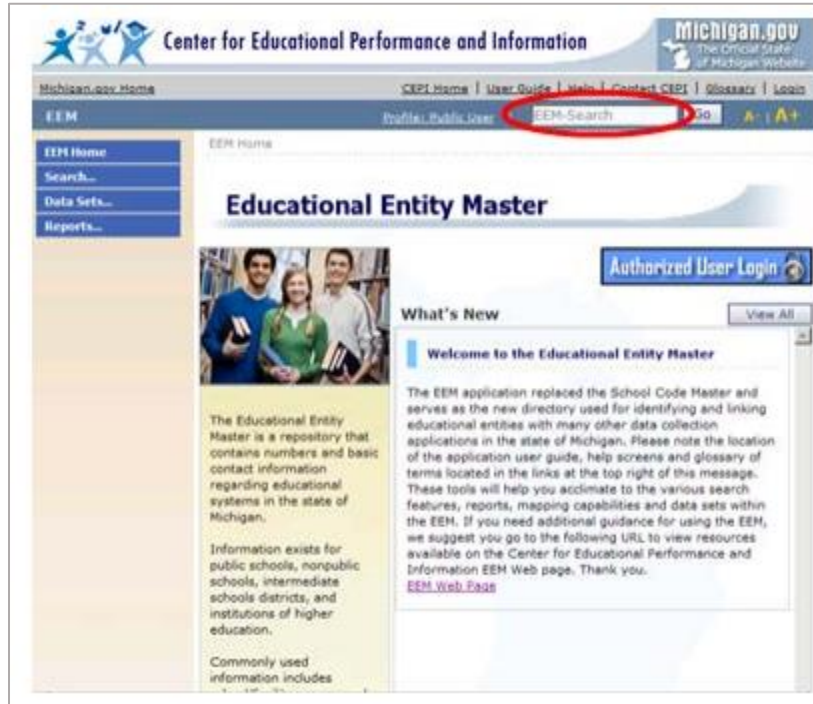 Center for Educational Performance and Information
Michigan.gov
The Official State
of Michigan Website
Michigan.gov Home
CEPI Home | User Guide | Help | Contact CEPI | Glossary | Login
EEM
Profile: Public User
EEM-Search
Go
A- | A+
EEM Home
Search...
Data Sets...
Reports...
EEM Home
Educational Entity Master
Authorized User Login
What's New
View All
Welcome to the Educational Entity Master
The EEM application replaced the School Code Master and
serves as the new directory used for identifying and linking
educational entities with many other data collection
applications in the state of Michigan. Please note the location
of the application user guide, help screens and glossary of
terms located in the links at the top right of this message.
These tools will help you acclimate to the various search
features, reports, mapping capabilities and data sets within
the EEM. If you need additional guidance for using the EEM,
we suggest you go to the following URL to view resources
available on the Center for Educational Performance and
Information EEM Web page. Thank you.
EEM Web Page
The Educational Entity
Master is a repository that
contains numbers and basic
contact information
regarding educational
systems in the state of
Michigan.
Information exists for
public schools, nonpublic
schools, intermediate
schools districts, and
institutions of higher
education.
Commonly used
information includes